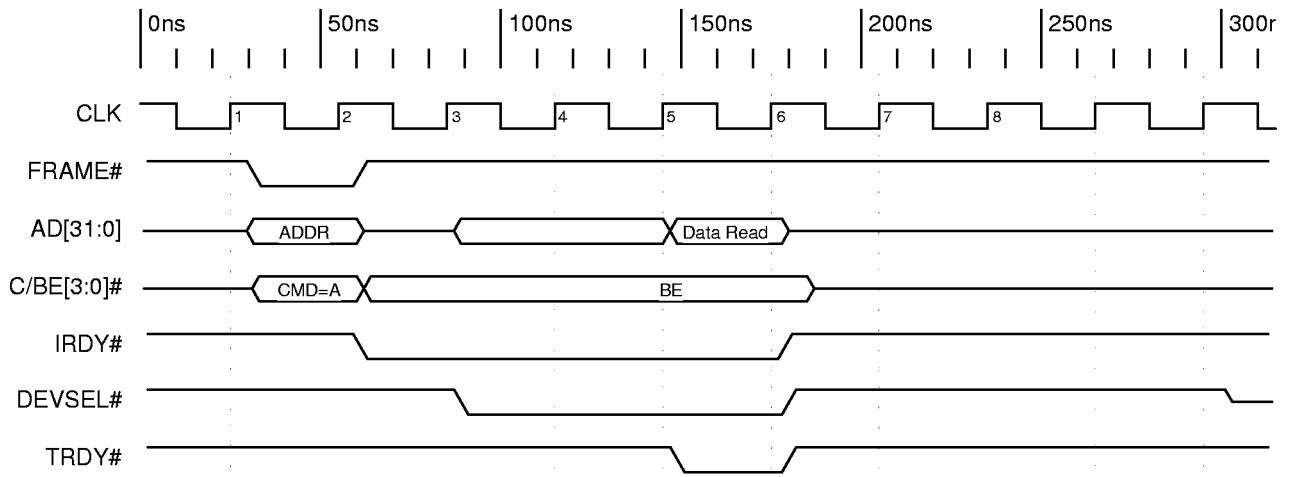 0ns 50ns 100ns 150ns 200ns 250ns 300r
CLK 1 2 3 4 5 6 7 8
FRAME#
AD[31:0] ADDR Data Read
C/BE[3:0]# CMD=A BE
IRDY#
DEVSEL#
TRDY#